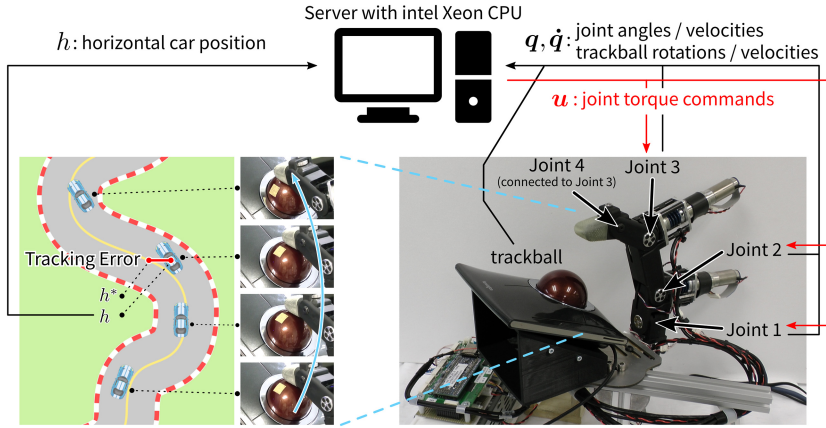 Server with intel Xeon CPU
h : horizontal car position
q, q̇ : joint angles / velocities
trackball rotations / velocities
u : joint torque commands
Joint 4
(connected to Joint 3)
Joint 3
Joint 2
trackball
Tracking Error
h*
h
Joint 1